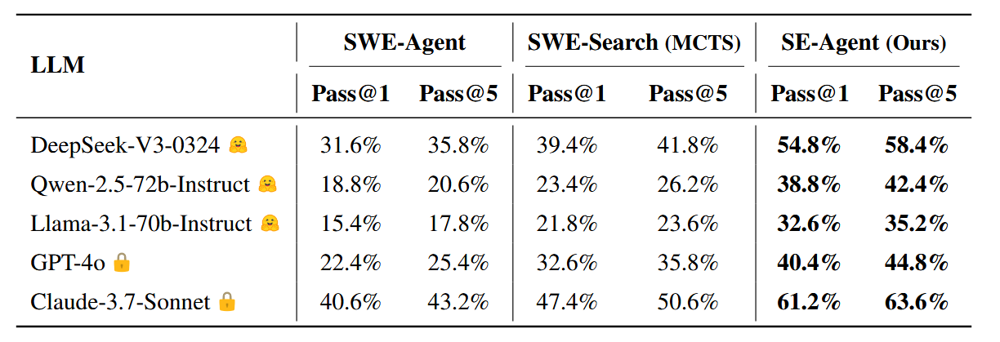 LLM SWE-Agent SWE-Search (MCTS) SE-Agent (Ours)
Pass@1 Pass@5 Pass@1 Pass@5 Pass@1 Pass@5
DeepSeek-V3-0324 🤗 31.6% 35.8% 39.4% 41.8% 54.8% 58.4%
Qwen-2.5-72b-Instruct 🤗 18.8% 20.6% 23.4% 26.2% 38.8% 42.4%
Llama-3.1-70b-Instruct 🤗 15.4% 17.8% 21.8% 23.6% 32.6% 35.2%
GPT-4o 🔒 22.4% 25.4% 32.6% 35.8% 40.4% 44.8%
Claude-3.7-Sonnet 🔒 40.6% 43.2% 47.4% 50.6% 61.2% 63.6%